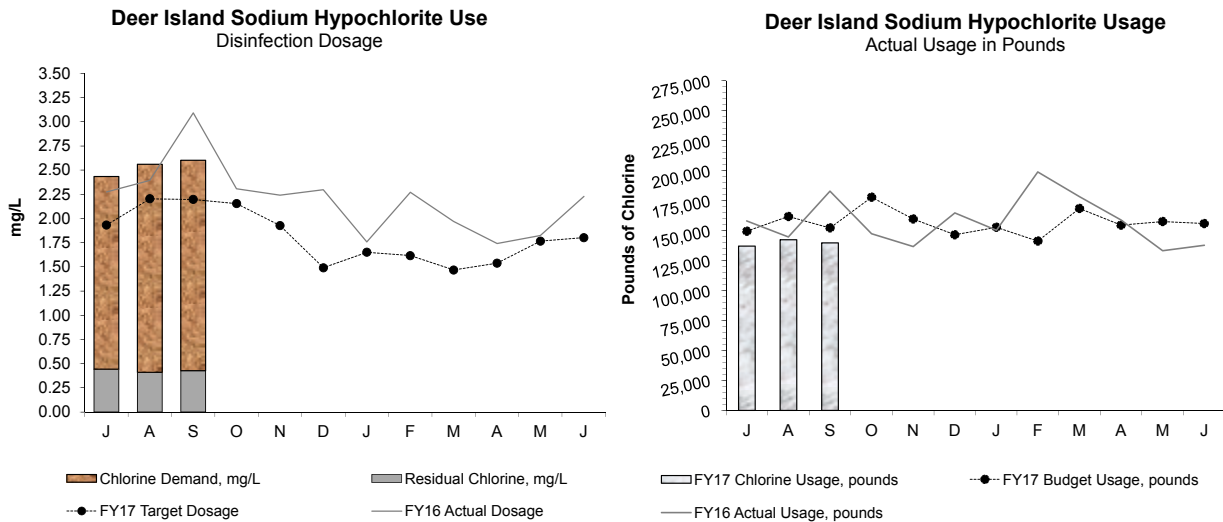 Deer Island Sodium Hypochlorite Use
Disinfection Dosage
mg/L
3.50
3.25
3.00
2.75
2.50
2.25
2.00
1.75
1.50
1.25
1.00
0.75
0.50
0.25
0.00
J A S O N D J F M A M J
Chlorine Demand, mg/L Residual Chlorine, mg/L
FY17 Target Dosage FY16 Actual Dosage
Deer Island Sodium Hypochlorite Usage
Actual Usage in Pounds
Pounds of Chlorine
275,000
250,000
225,000
200,000
175,000
150,000
125,000
100,000
75,000
50,000
25,000
0
J A S O N D J F M A M J
FY17 Chlorine Usage, pounds FY17 Budget Usage, pounds
FY16 Actual Usage, pounds